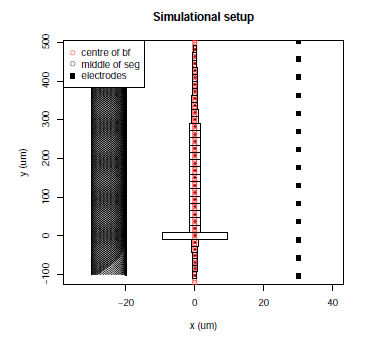 Simulational setup
centre of bf
middle of seg
electrodes
y (um)
500
400
300
200
100
0
−100
−20
0
20
40
x (um)